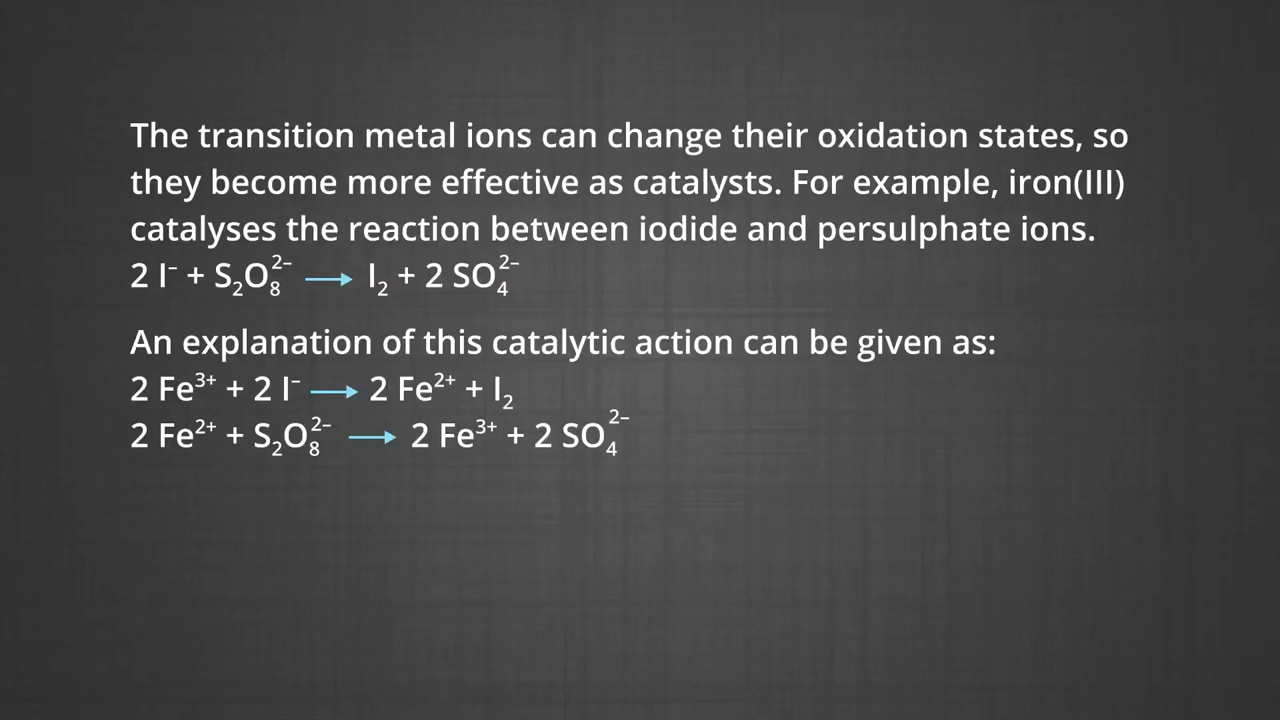 The transition metal ions can change their oxidation states, so
they become more effective as catalysts. For example, iron(III)
catalyses the reaction between iodide and persulphate ions.
2 I⁻ + S₂O₈²⁻ ⟶ I₂ + 2 SO₄²⁻
An explanation of this catalytic action can be given as:
2 Fe³⁺ + 2 I⁻ ⟶ 2 Fe²⁺ + I₂
2 Fe²⁺ + S₂O₈²⁻ ⟶ 2 Fe³⁺ + 2 SO₄²⁻